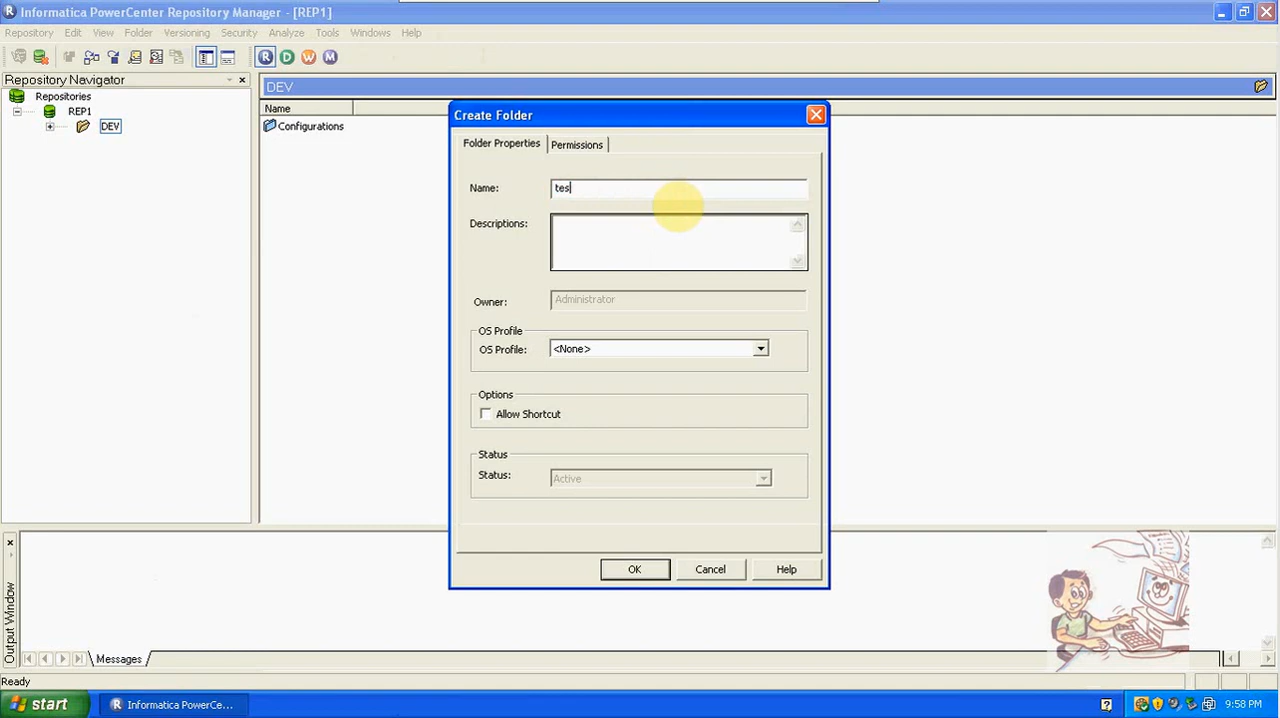 Informatica PowerCenter Repository Manager - [REP1]
Repository Edit View Folder Versioning Security Analyze Tools Windows Help
R D W M
Repository Navigator
DEV
Repositories
REP1
DEV
Name
Configurations
Create Folder
Folder Properties
Permissions
Name:
tes
Descriptions:
Owner:
Administrator
OS Profile
OS Profile:
<None>
Options
Allow Shortcut
Status
Status:
Active
OK
Cancel
Help
Output Window
Messages
Ready
start
R Informatica PowerCe...
9:58 PM